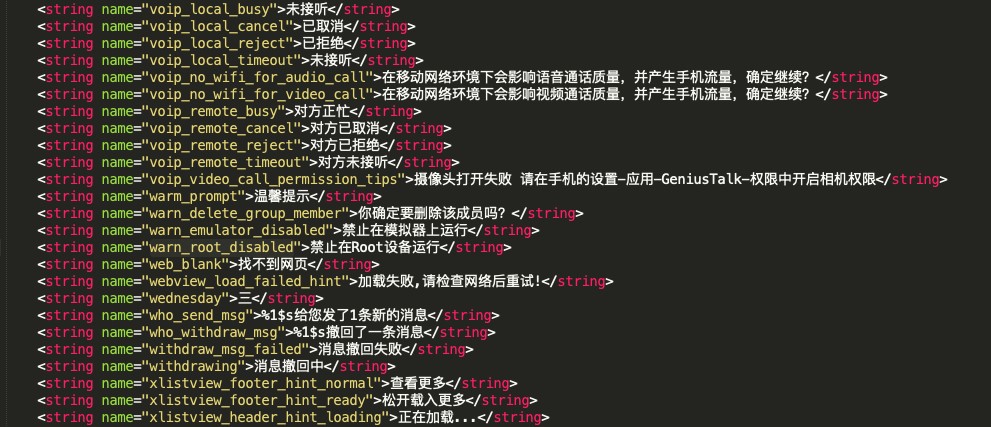 <string name="voip_local_busy">未接听</string>
<string name="voip_local_cancel">已取消</string>
<string name="voip_local_reject">已拒绝</string>
<string name="voip_local_timeout">未接听</string>
<string name="voip_no_wifi_for_audio_call">在移动网络环境下会影响语音通话质量，并产生手机流量，确定继续？</string>
<string name="voip_no_wifi_for_video_call">在移动网络环境下会影响视频通话质量，并产生手机流量，确定继续？</string>
<string name="voip_remote_busy">对方正忙</string>
<string name="voip_remote_cancel">对方已取消</string>
<string name="voip_remote_reject">对方已拒绝</string>
<string name="voip_remote_timeout">对方未接听</string>
<string name="voip_video_call_permission_tips">摄像头打开失败 请在手机的设置-应用-GeniusTalk-权限中开启相机权限</string>
<string name="warm_prompt">温馨提示</string>
<string name="warn_delete_group_member">你确定要删除该成员吗？</string>
<string name="warn_emulator_disabled">禁止在模拟器上运行</string>
<string name="warn_root_disabled">禁止在Root设备运行</string>
<string name="web_blank">找不到网页</string>
<string name="webview_load_failed_hint">加载失败,请检查网络后重试!</string>
<string name="wednesday">三</string>
<string name="who_send_msg">%1$s给您发了1条新的消息</string>
<string name="who_withdraw_msg">%1$s撤回了一条消息</string>
<string name="withdraw_msg_failed">消息撤回失败</string>
<string name="withdrawing">消息撤回中</string>
<string name="xlistview_footer_hint_normal">查看更多</string>
<string name="xlistview_footer_hint_ready">松开载入更多</string>
<string name="xlistview_header_hint_loading">正在加载...</string>